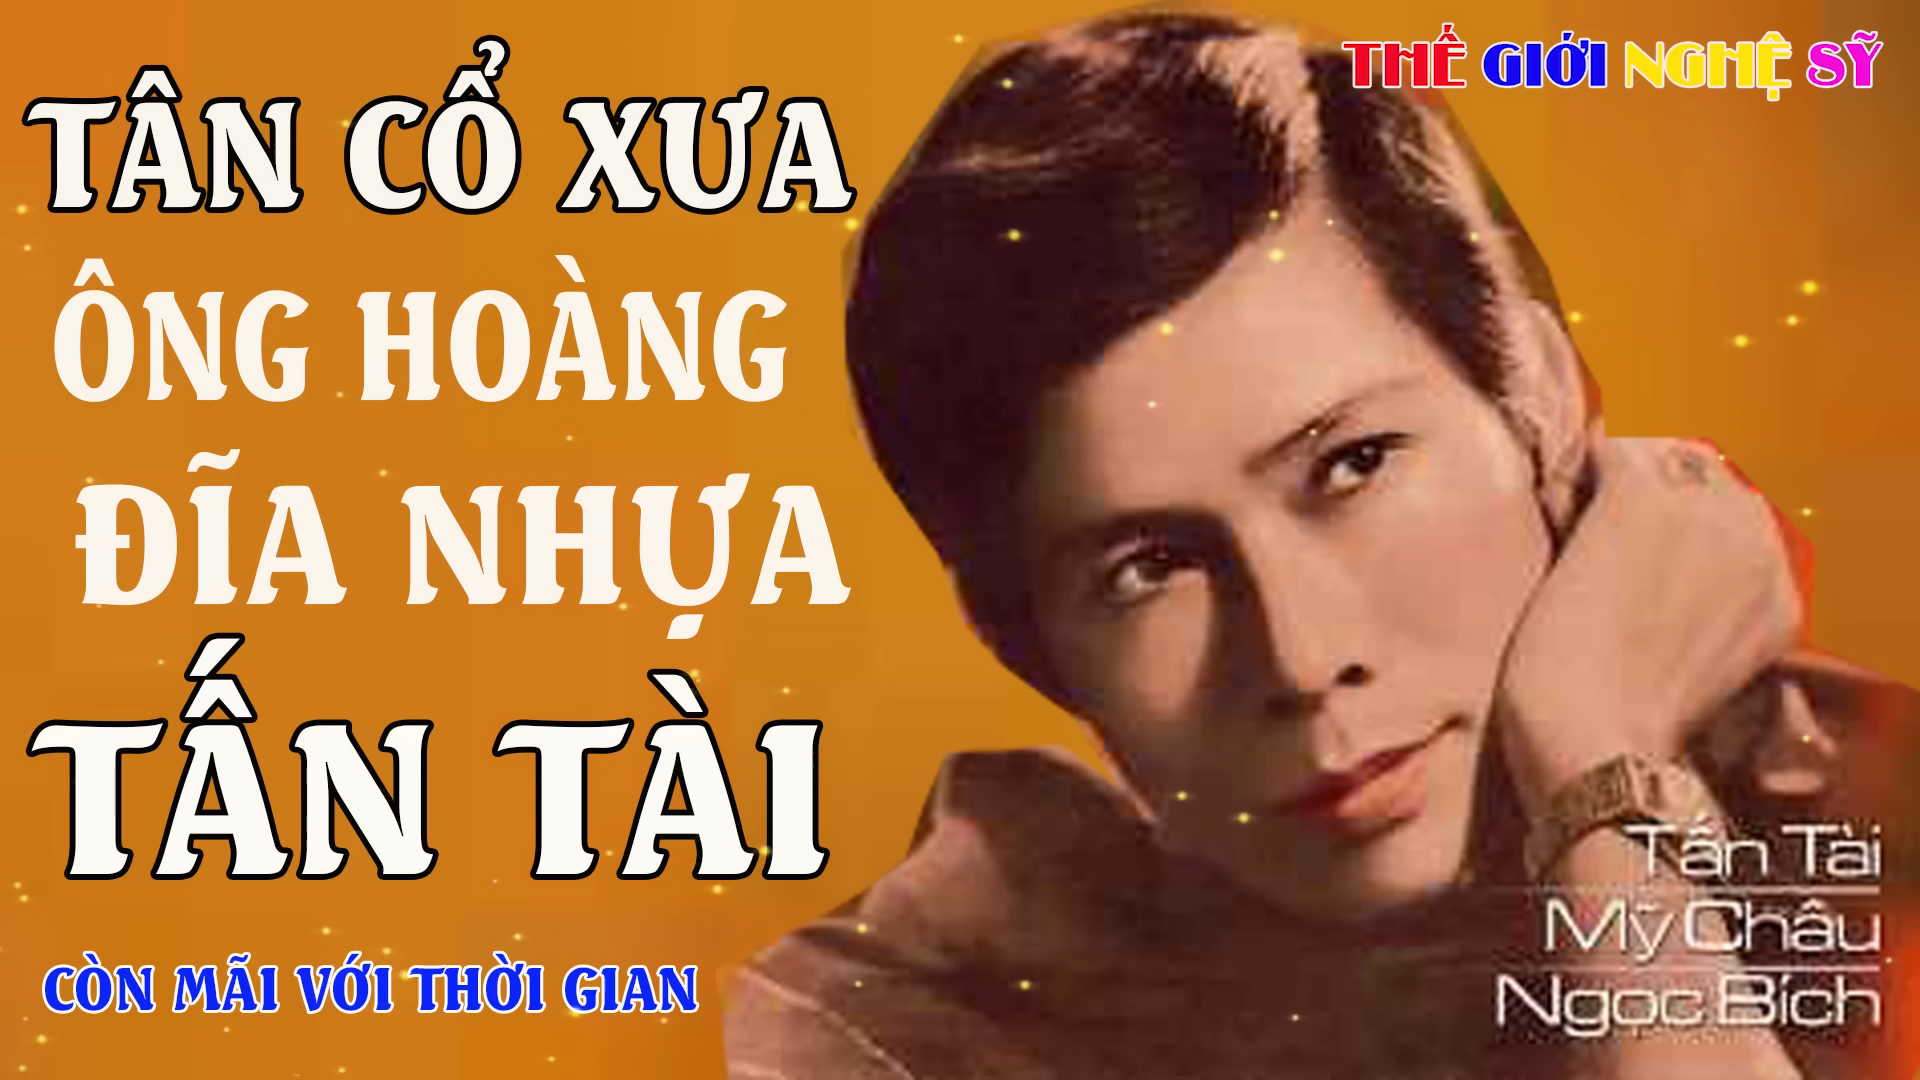 THẾ GIỚI NGHỆ SỸ
TÂN CỔ XƯA
ÔNG HOÀNG
ĐĨA NHỰA
TẤN TÀI
CÒN MÃI VỚI THỜI GIAN
Tấn Tài
Mỹ Châu
Ngọc Bích